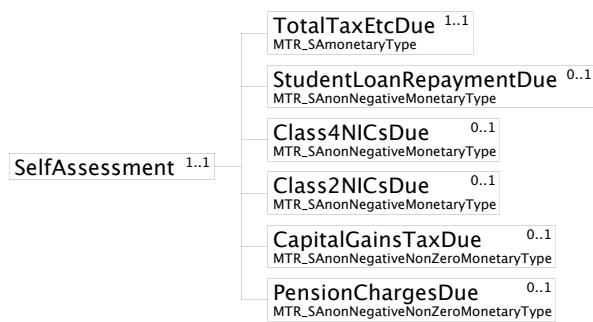 TotalTaxEtcDue 1..1
MTR_SAmonetaryType
StudentLoanRepaymentDue 0..1
MTR_SAnonNegativeMonetaryType
Class4NICsDue 0..1
MTR_SAnonNegativeMonetaryType
SelfAssessment 1..1
Class2NICsDue 0..1
MTR_SAnonNegativeMonetaryType
CapitalGainsTaxDue 0..1
MTR_SAnonNegativeNonZeroMonetaryType
PensionChargesDue 0..1
MTR_SAnonNegativeNonZeroMonetaryType